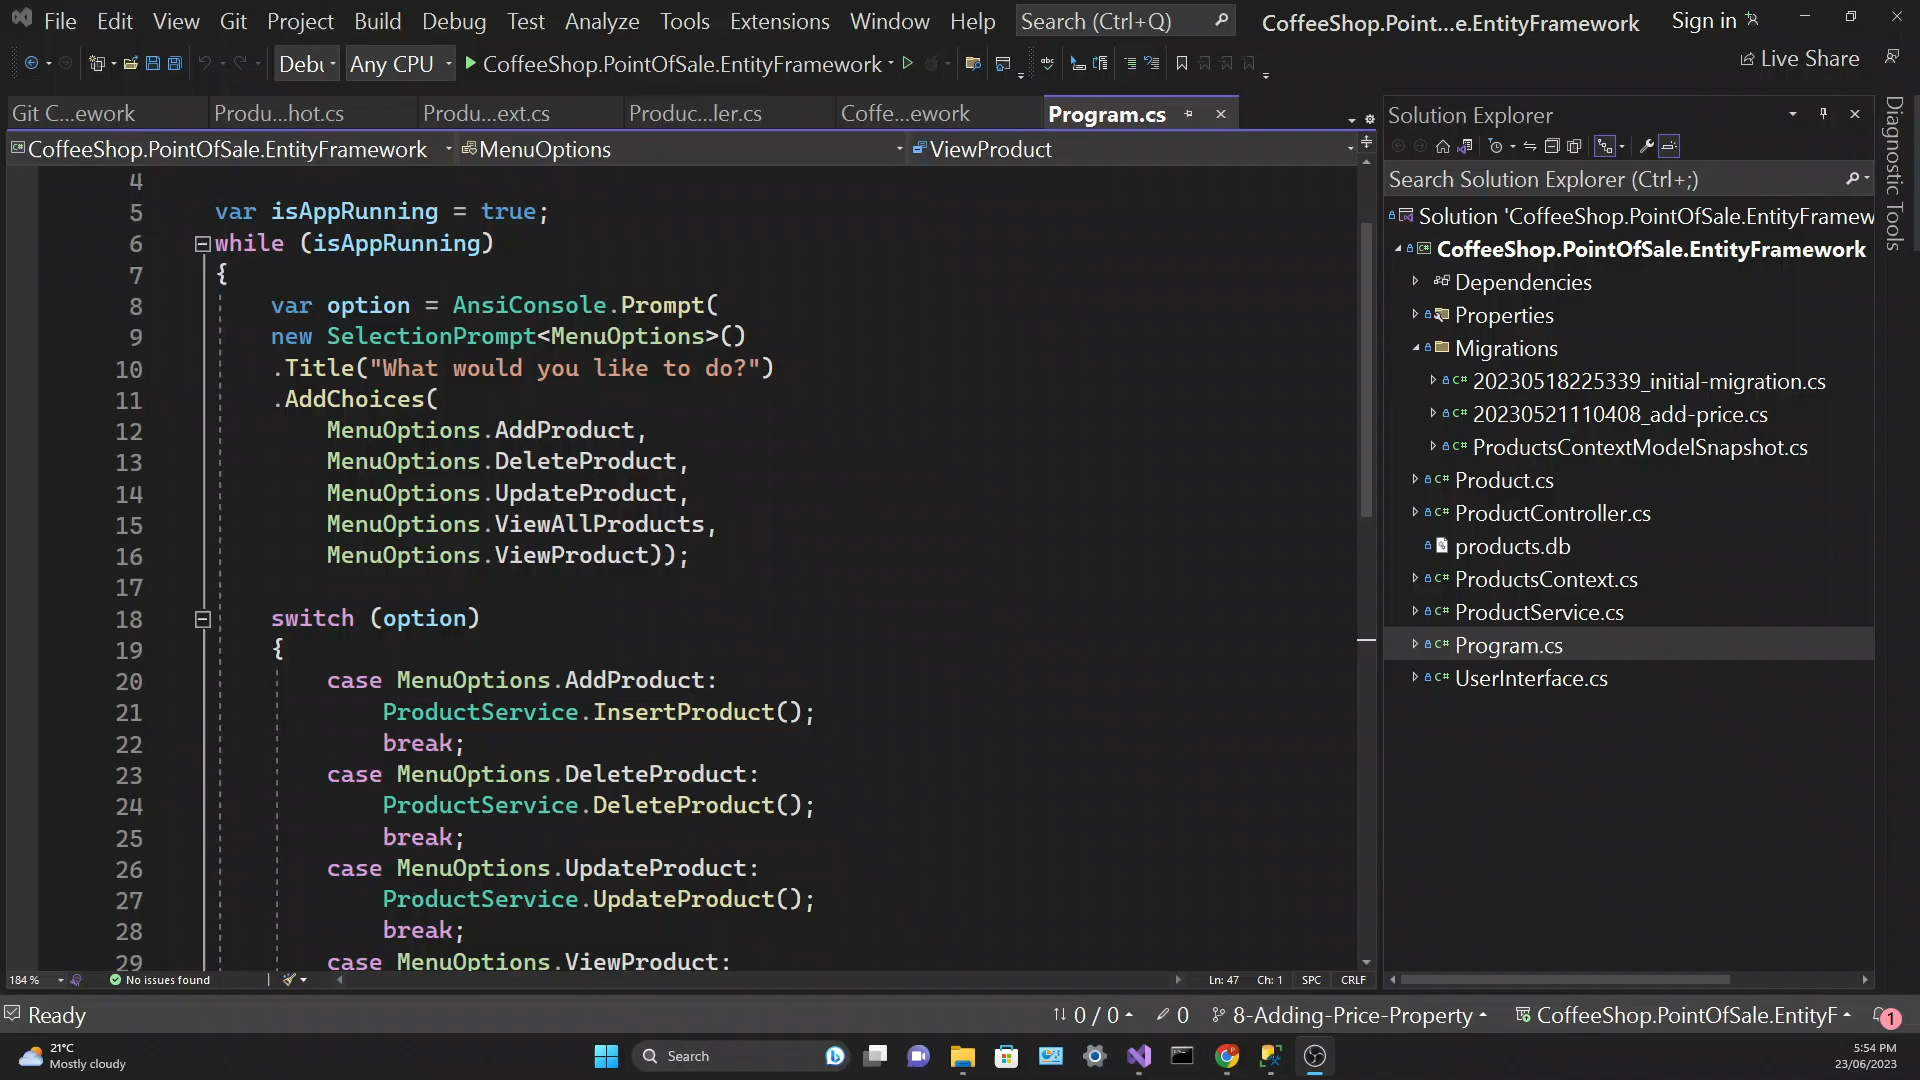 File Edit View Git Project Build Debug Test Analyze Tools Extensions Window Help Search (Ctrl+Q) CoffeeShop.Point...e.EntityFramework Sign in
Debu Any CPU CoffeeShop.PointOfSale.EntityFramework Live Share
Git C...ework Produ...hot.cs Produ...ext.cs Produc...ler.cs Coffe...ework Program.cs
CoffeeShop.PointOfSale.EntityFramework MenuOptions ViewProduct
4
5 var isAppRunning = true;
6 while (isAppRunning)
7 {
8 var option = AnsiConsole.Prompt(
9 new SelectionPrompt<MenuOptions>()
10 .Title("What would you like to do?")
11 .AddChoices(
12 MenuOptions.AddProduct,
13 MenuOptions.DeleteProduct,
14 MenuOptions.UpdateProduct,
15 MenuOptions.ViewAllProducts,
16 MenuOptions.ViewProduct));
17
18 switch (option)
19 {
20 case MenuOptions.AddProduct:
21 ProductService.InsertProduct();
22 break;
23 case MenuOptions.DeleteProduct:
24 ProductService.DeleteProduct();
25 break;
26 case MenuOptions.UpdateProduct:
27 ProductService.UpdateProduct();
28 break;
29 case MenuOptions.ViewProduct:
184 % No issues found Ln: 47 Ch: 1 SPC CRLF
Solution Explorer
Search Solution Explorer (Ctrl+;)
Solution 'CoffeeShop.PointOfSale.EntityFramew
CoffeeShop.PointOfSale.EntityFramework
Dependencies
Properties
Migrations
C# 20230518225339_initial-migration.cs
C# 20230521110408_add-price.cs
C# ProductsContextModelSnapshot.cs
C# Product.cs
C# ProductController.cs
products.db
C# ProductsContext.cs
C# ProductService.cs
C# Program.cs
C# UserInterface.cs
Diagnostic Tools
Ready 0 / 0 0 8-Adding-Price-Property CoffeeShop.PointOfSale.EntityF 1
21°C
Mostly cloudy
Search
5:54 PM
23/06/2023